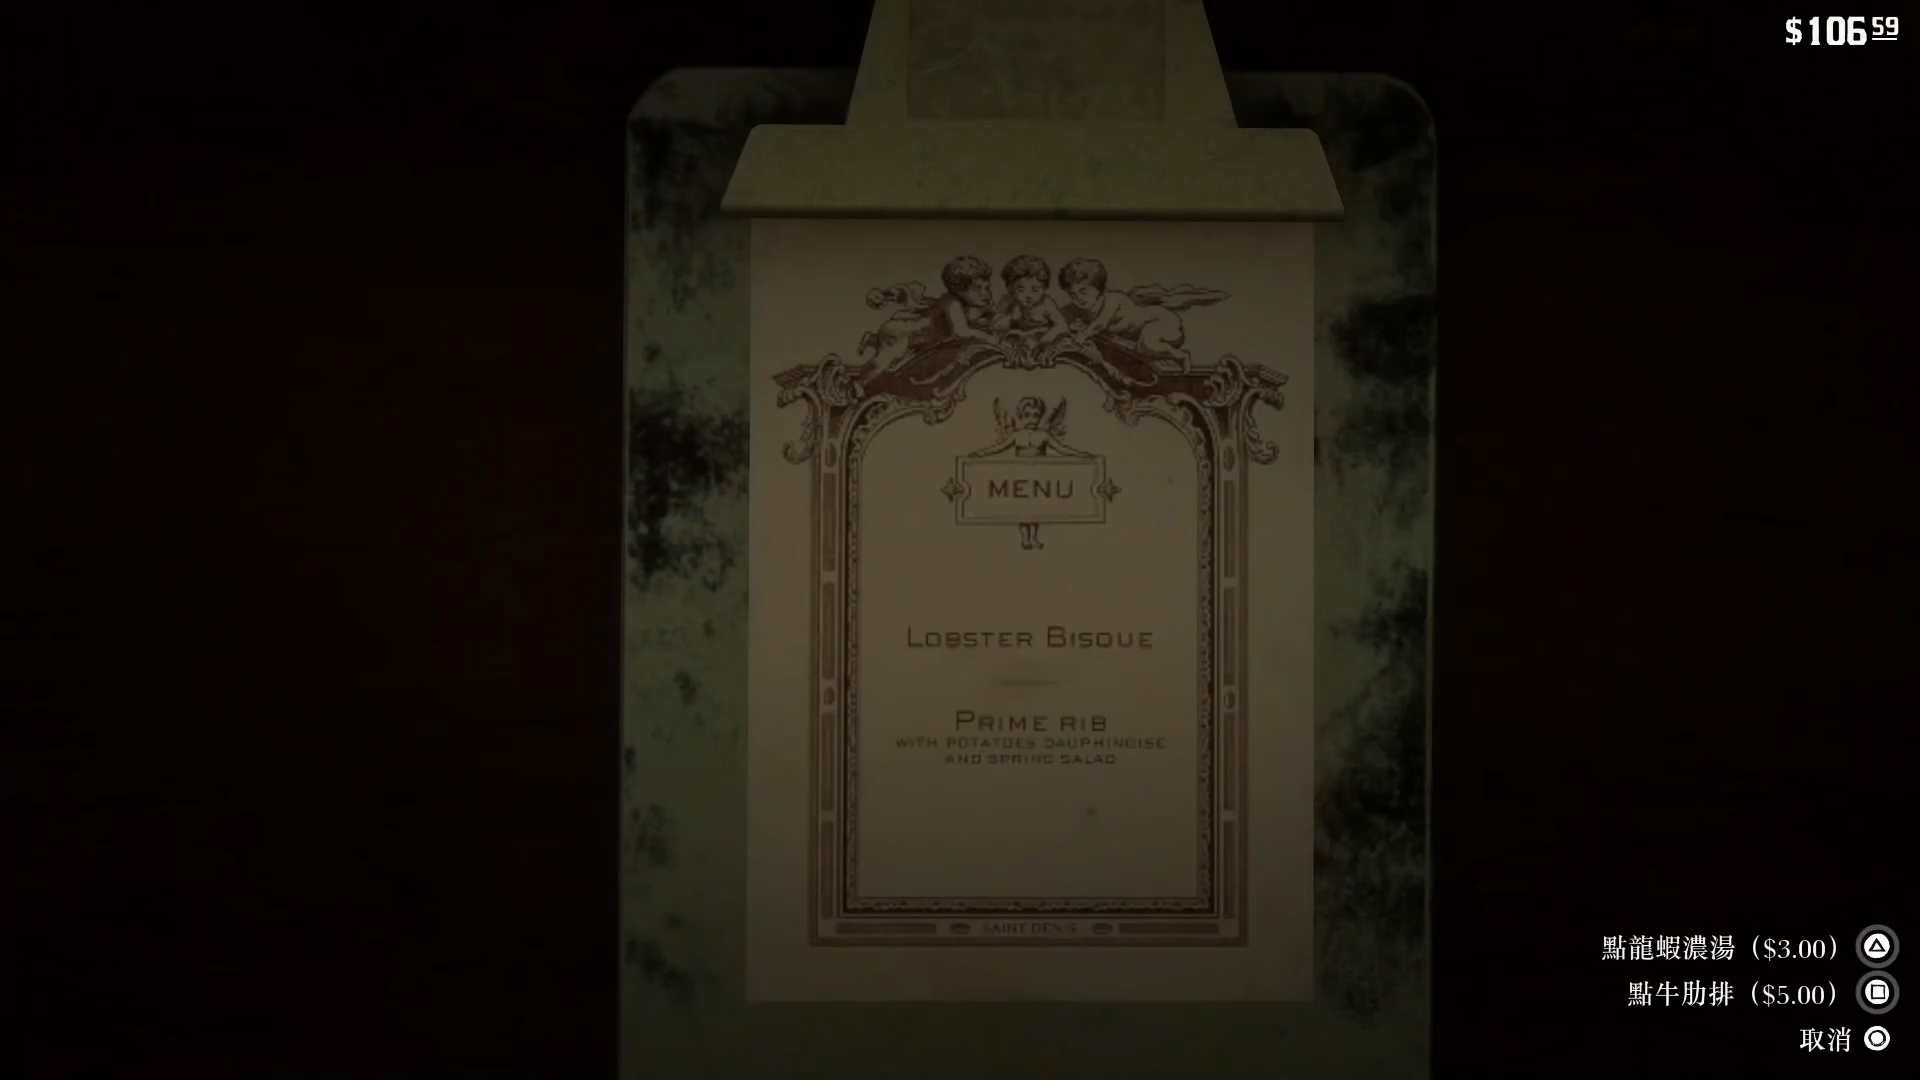 $106 59
MENU
LOBSTER BISQUE
PRIME RIB
WITH POTATOES DAUPHINOISE
AND SPRING SALAD
SAINT DENIS
點龍蝦濃湯（$3.00）
點牛肋排（$5.00）
取消